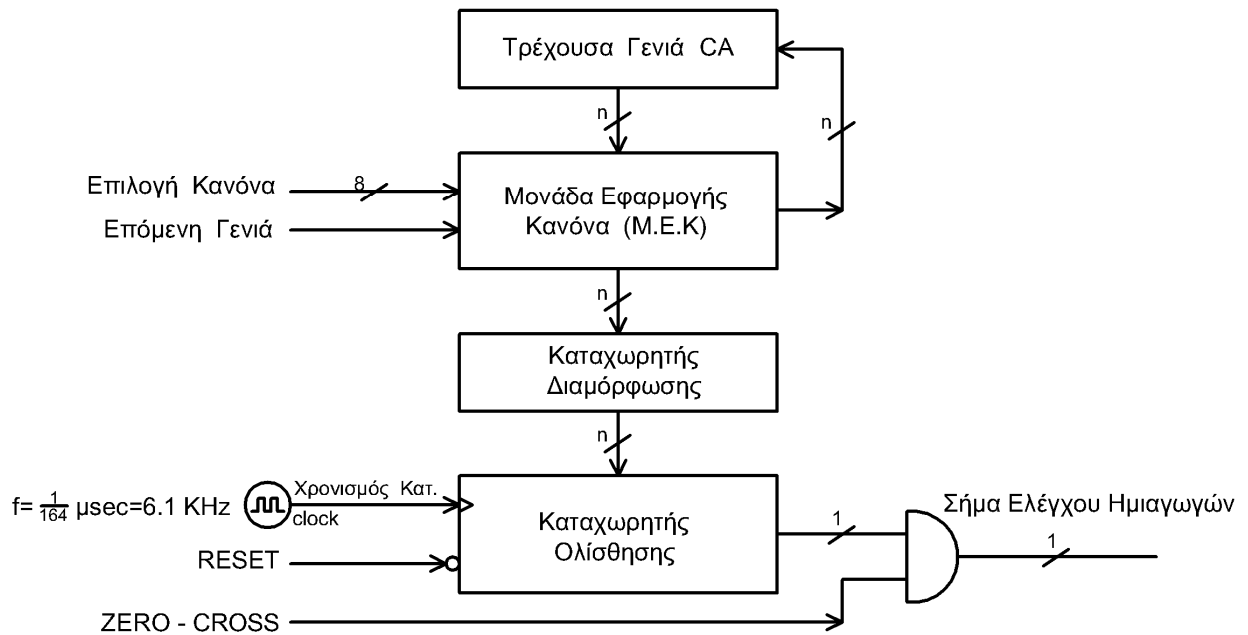 Τρέχουσα Γενιά CA
n
n
Επιλογή Κανόνα
8
Επόμενη Γενιά
Μονάδα Εφαρμογής
Κανόνα (Μ.Ε.Κ)
n
Καταχωρητής
Διαμόρφωσης
n
f= 1/164 μsec=6.1 KHz
Χρονισμός Κατ.
clock
RESET
Καταχωρητής
Ολίσθησης
1
Σήμα Ελέγχου Ημιαγωγών
1
ZERO - CROSS